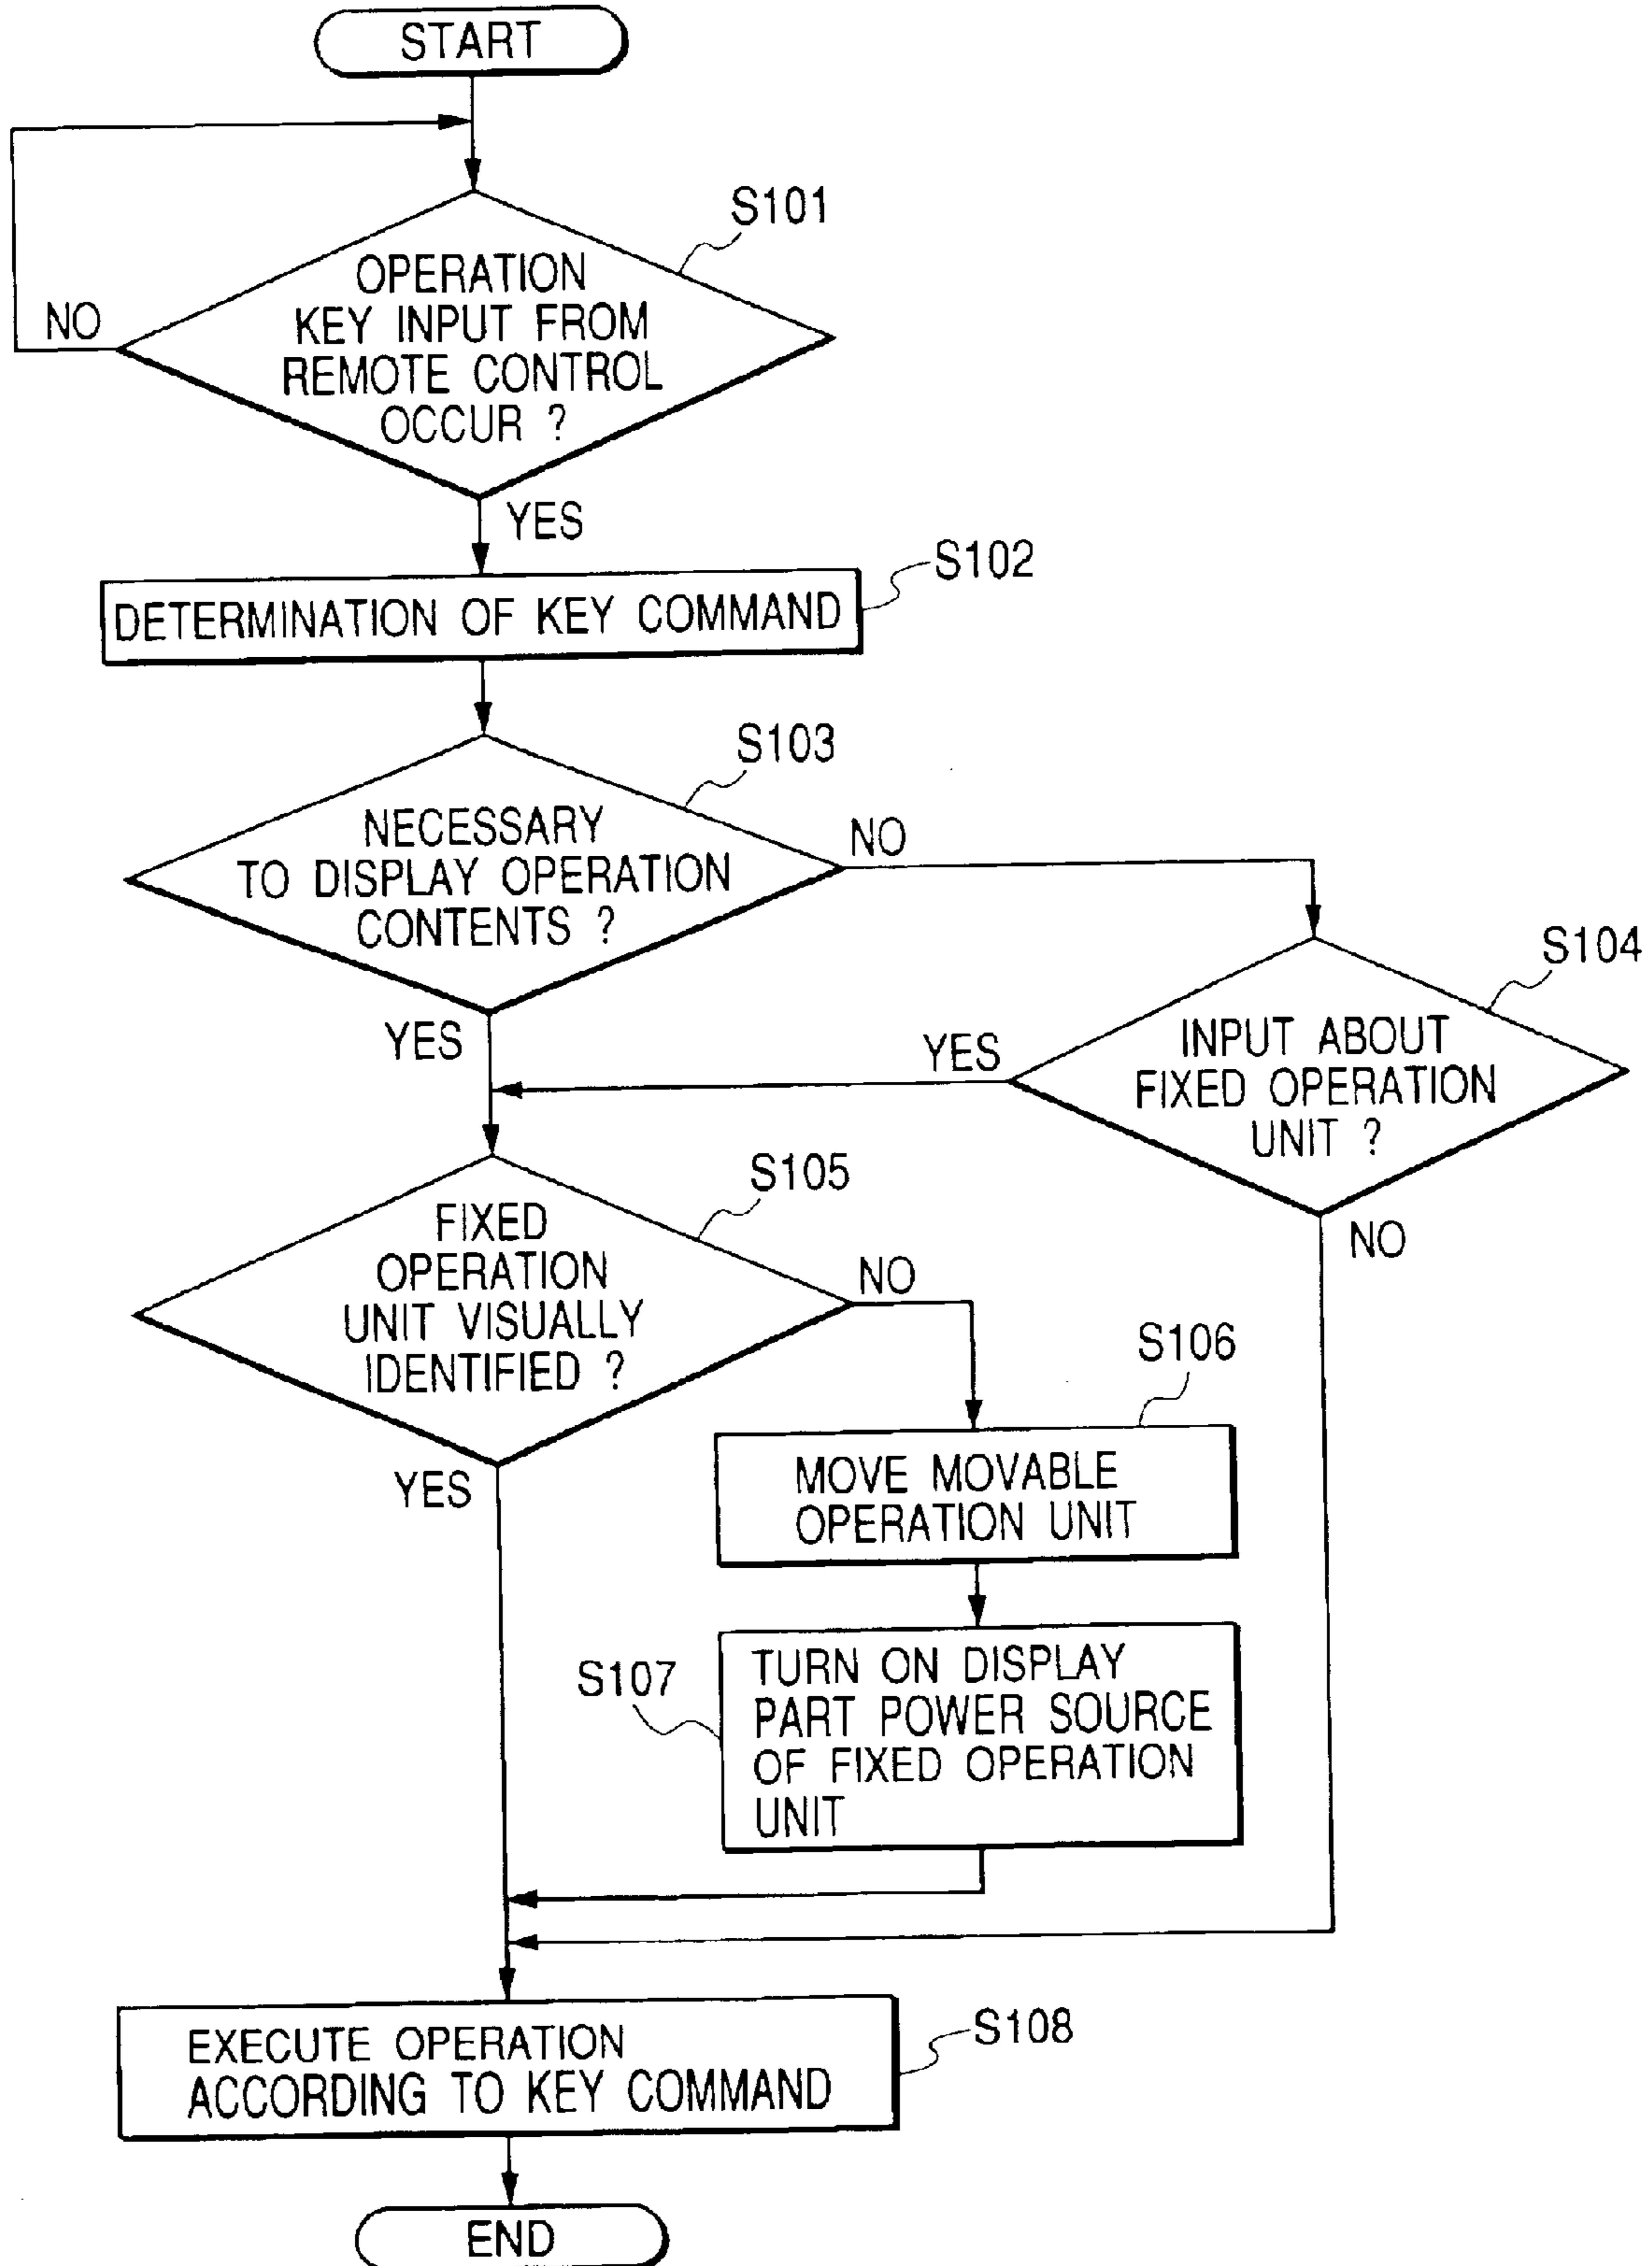 START
S101
OPERATION
KEY INPUT FROM
REMOTE CONTROL
OCCUR ?
NO
YES
S102
DETERMINATION OF KEY COMMAND
S103
NECESSARY
TO DISPLAY OPERATION
CONTENTS ?
NO
YES
S104
INPUT ABOUT
FIXED OPERATION
UNIT ?
YES
NO
S105
FIXED
OPERATION
UNIT VISUALLY
IDENTIFIED ?
NO
YES
S106
MOVE MOVABLE
OPERATION UNIT
S107
TURN ON DISPLAY
PART POWER SOURCE
OF FIXED OPERATION
UNIT
S108
EXECUTE OPERATION
ACCORDING TO KEY COMMAND
END